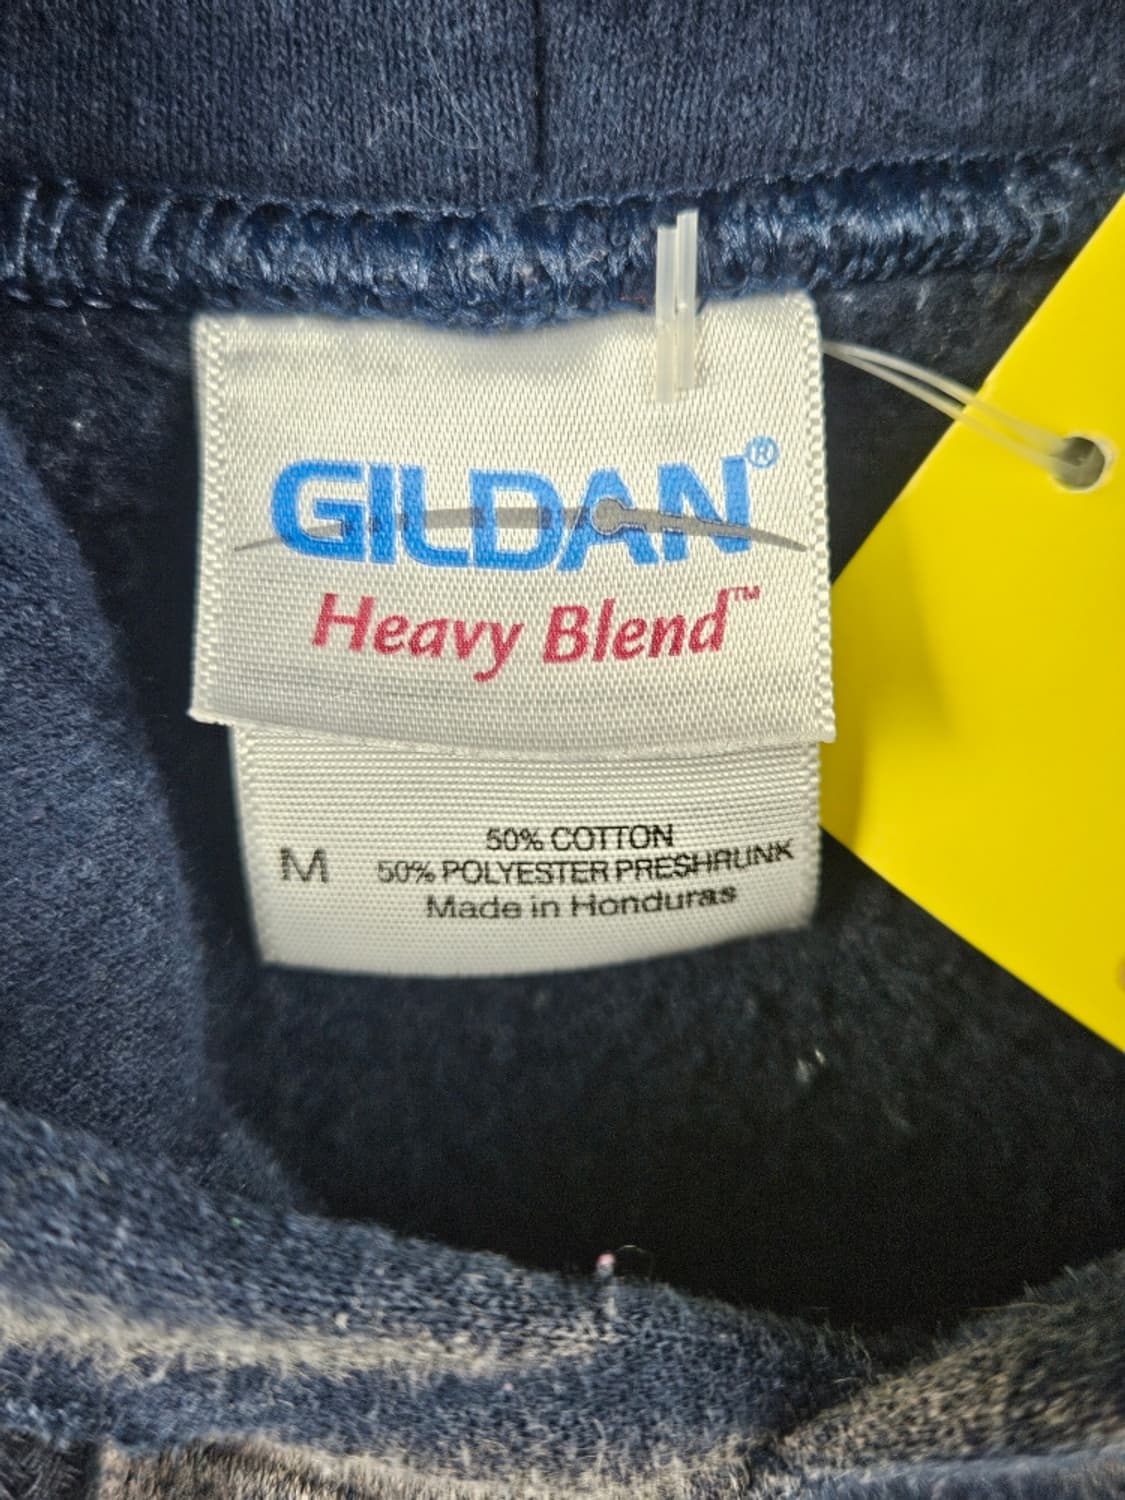 GILDAN®
Heavy Blend™
M
50% COTTON
50% POLYESTER PRESHRUNK
Made in Honduras